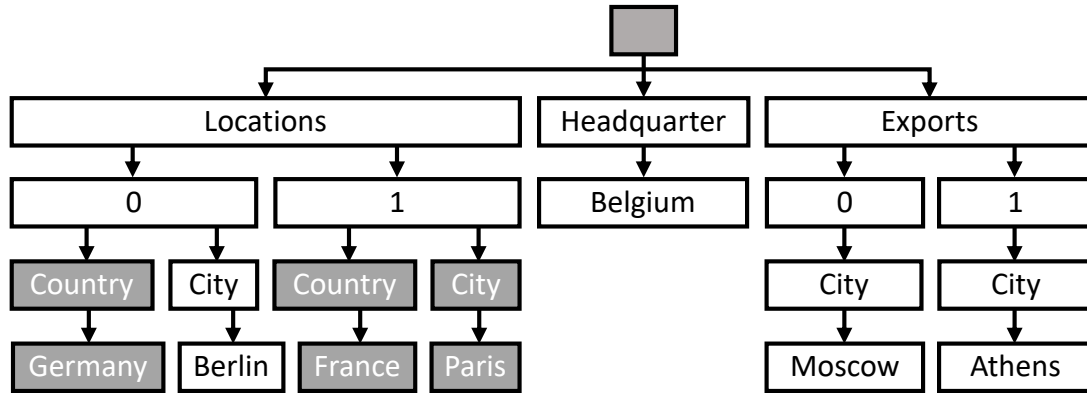 Locations Headquarter Exports
0 1 Belgium 0 1
Country City Country City City City
Germany Berlin France Paris Moscow Athens